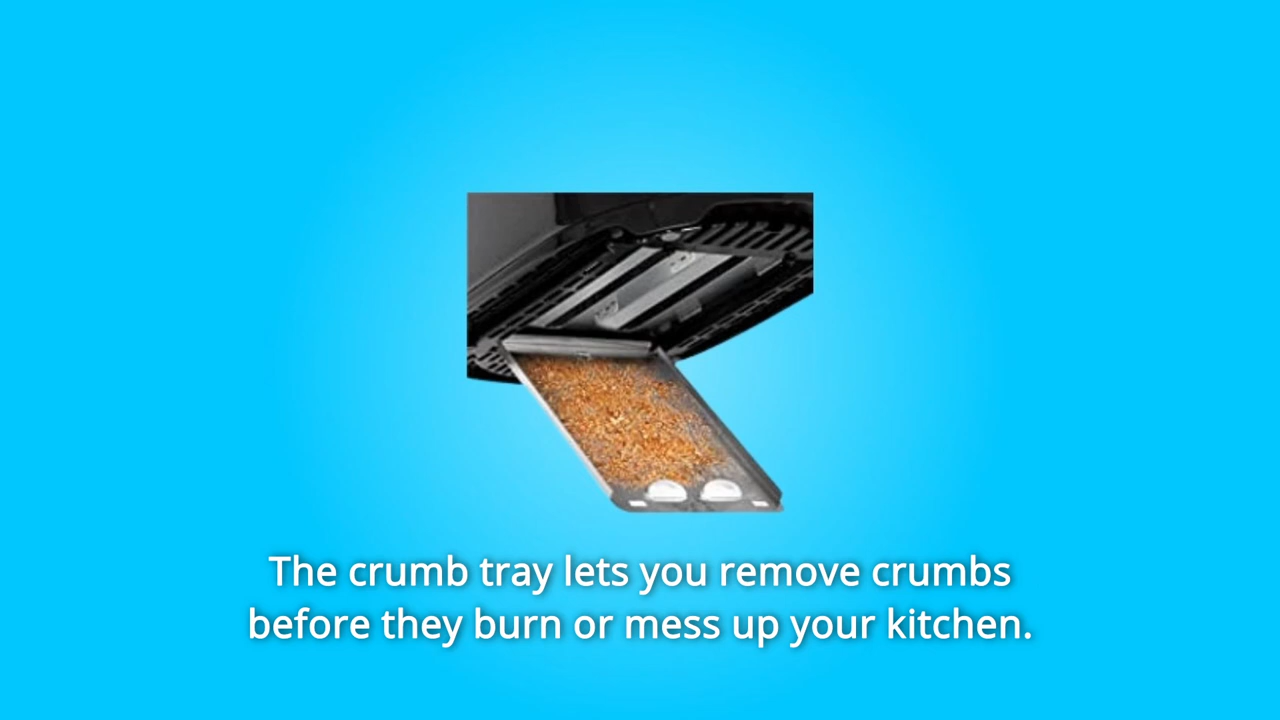 The crumb tray lets you remove crumbs
before they burn or mess up your kitchen.